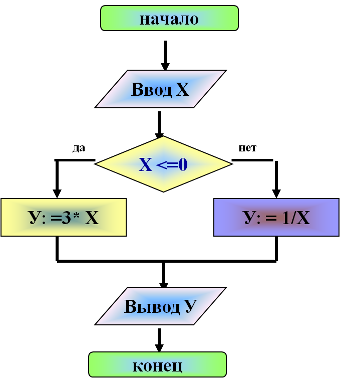 начало
Ввод X
да
нет
X <=0
У: =3* X
У: = 1/X
Вывод У
конец